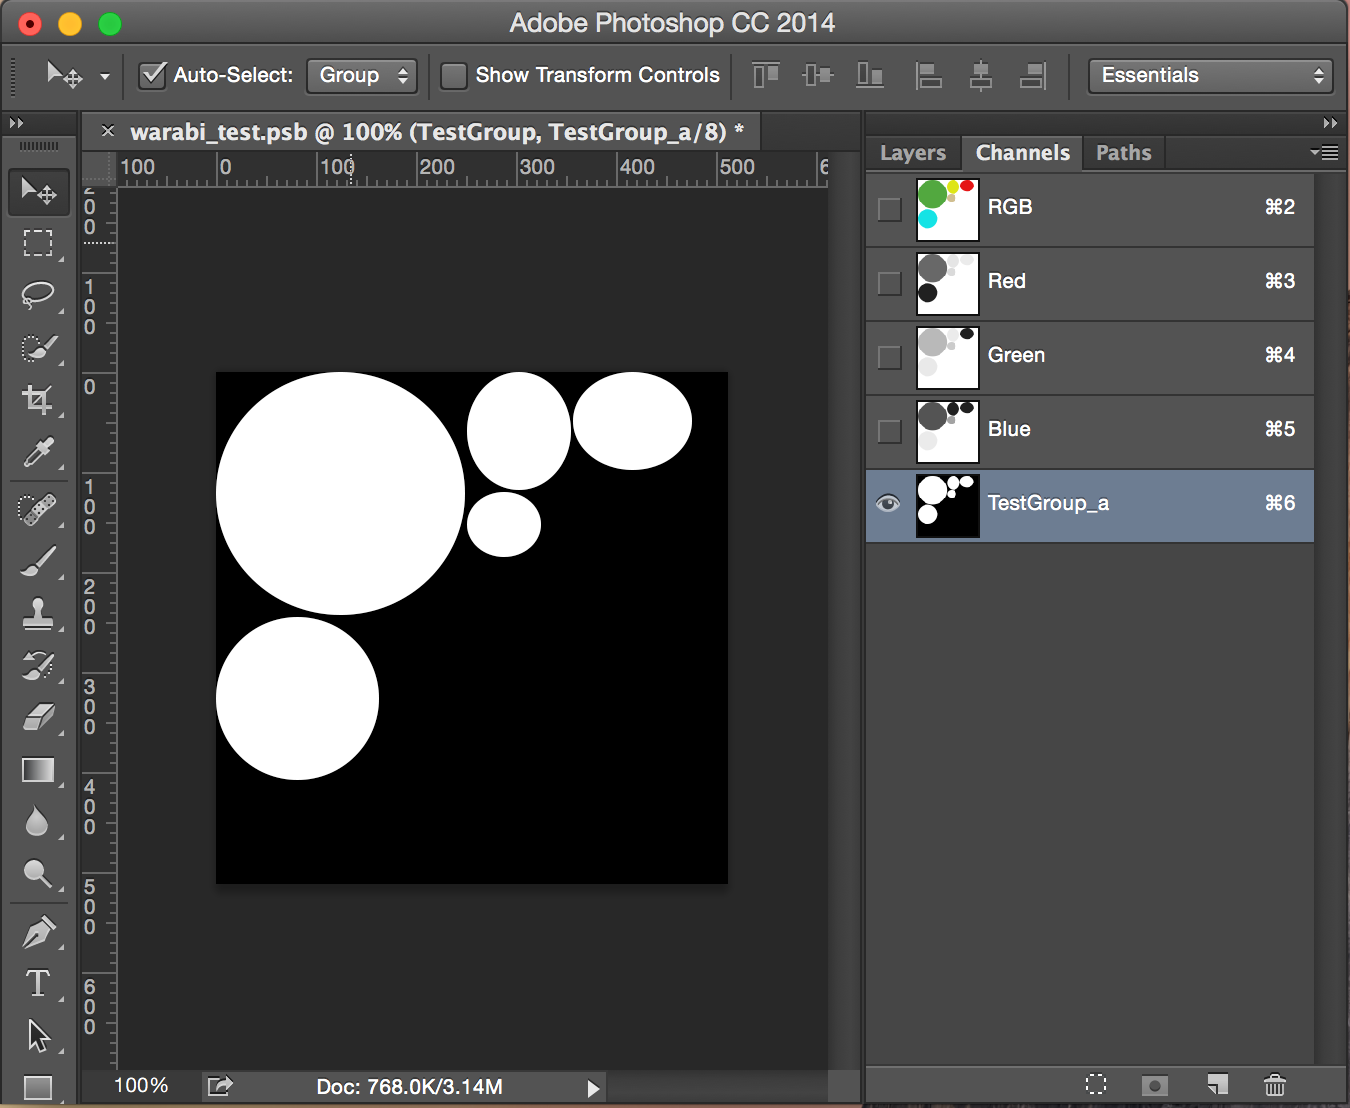 Adobe Photoshop CC 2014
Auto-Select: Group Show Transform Controls Essentials
× warabi_test.psb @ 100% (TestGroup, TestGroup_a/8) *
Layers Channels Paths
100 0 100 200 300 400 500 6
200
100
0
100
200
300
400
500
600
RGB ⌘2
Red ⌘3
Green ⌘4
Blue ⌘5
TestGroup_a ⌘6
T
100% Doc: 768.0K/3.14M